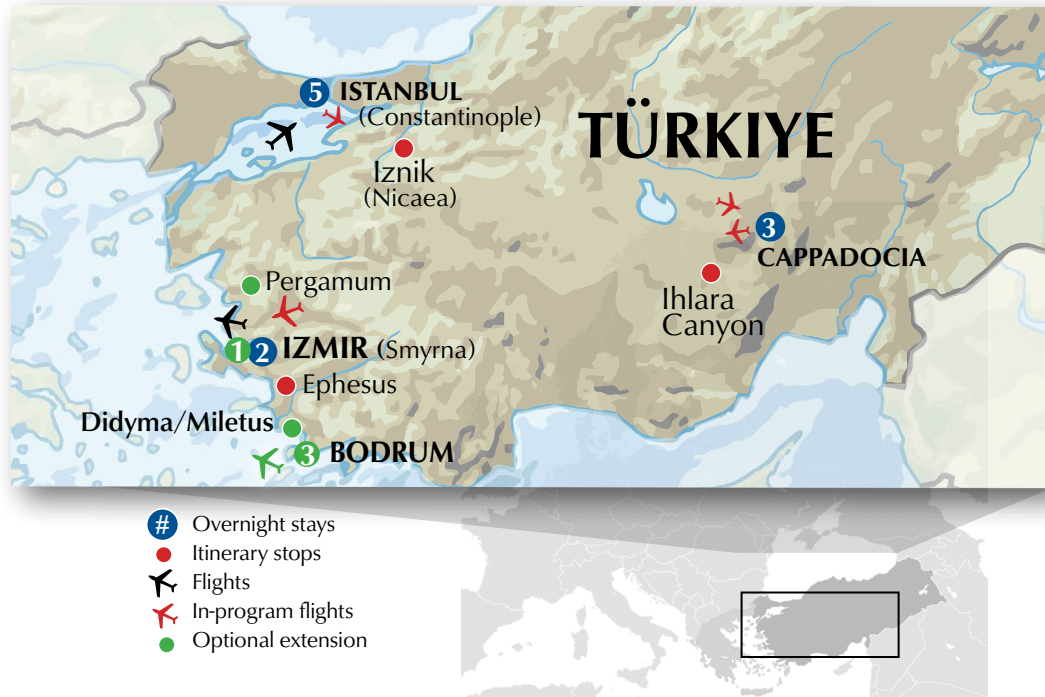 5 ISTANBUL
(Constantinople)
TÜRKIYE
Iznik
(Nicaea)
3
CAPPADOCIA
Pergamum
Ihlara
Canyon
1 2 IZMIR (Smyrna)
Ephesus
Didyma/Miletus
3 BODRUM
# Overnight stays
Itinerary stops
Flights
In-program flights
Optional extension